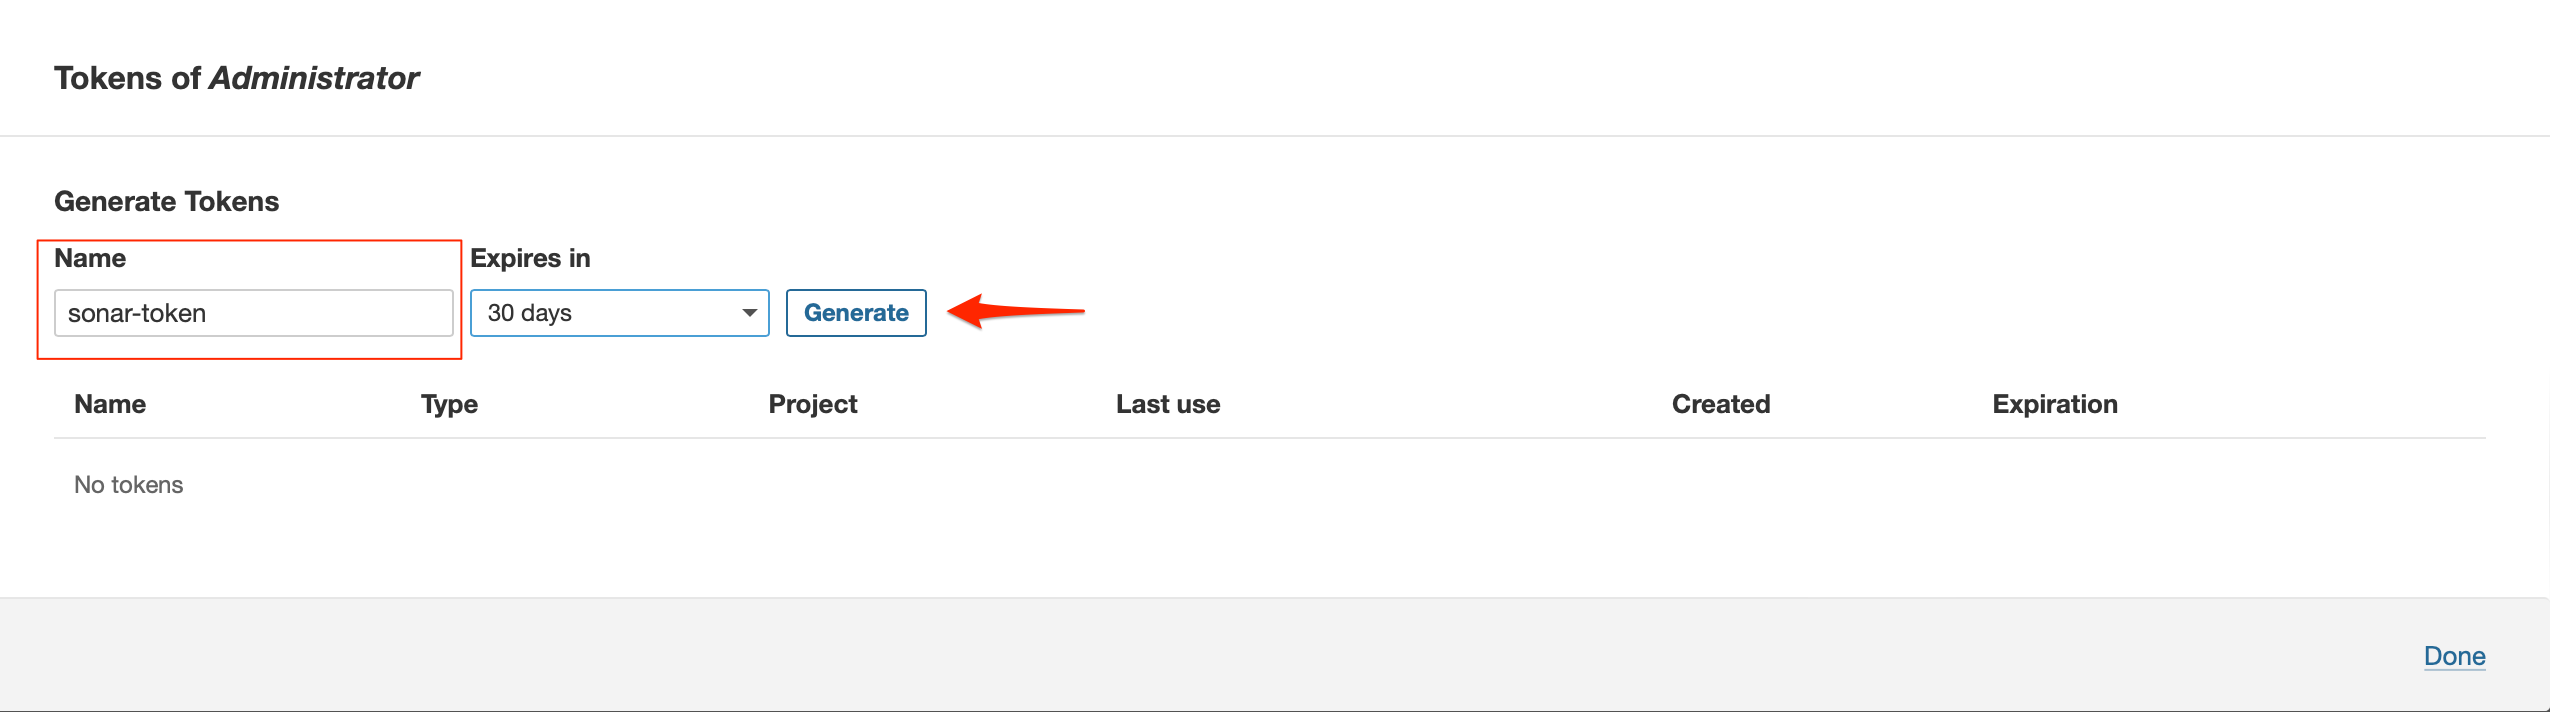 Tokens of Administrator
Generate Tokens
Name Expires in
sonar-token 30 days Generate
Name Type Project Last use Created Expiration
No tokens
Done